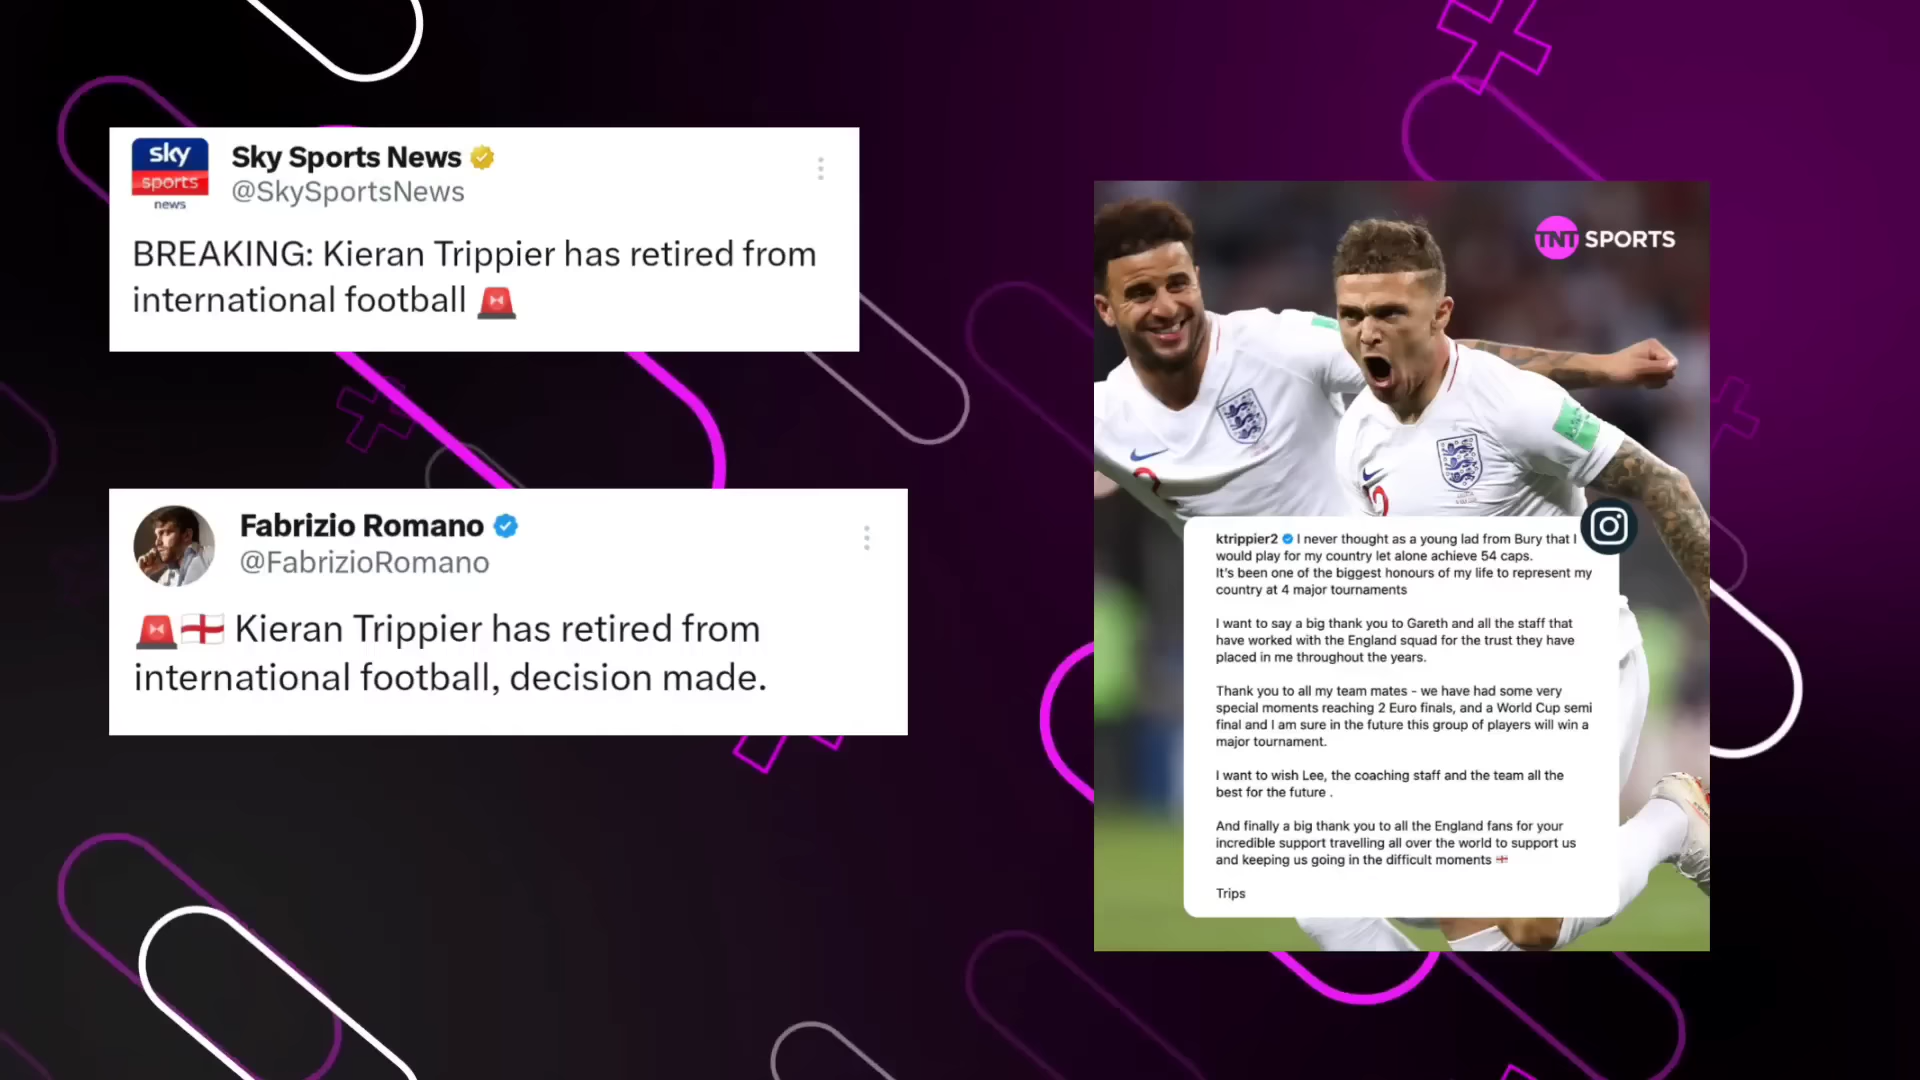 sky
sports
news
Sky Sports News
@SkySportsNews
BREAKING: Kieran Trippier has retired from
international football 🚨
Fabrizio Romano
@FabrizioRomano
🚨🏴󠁧󠁢󠁥󠁮󠁧󠁿 Kieran Trippier has retired from
international football, decision made.
TNT SPORTS
ktrippier2 I never thought as a young lad from Bury that I
would play for my country let alone achieve 54 caps.
It's been one of the biggest honours of my life to represent my
country at 4 major tournaments
I want to say a big thank you to Gareth and all the staff that
have worked with the England squad for the trust they have
placed in me throughout the years.
Thank you to all my team mates - we have had some very
special moments reaching 2 Euro finals, and a World Cup semi
final and I am sure in the future this group of players will win a
major tournament.
I want to wish Lee, the coaching staff and the team all the
best for the future .
And finally a big thank you to all the England fans for your
incredible support travelling all over the world to support us
and keeping us going in the difficult moments 🏴󠁧󠁢󠁥󠁮󠁧󠁿
Trips